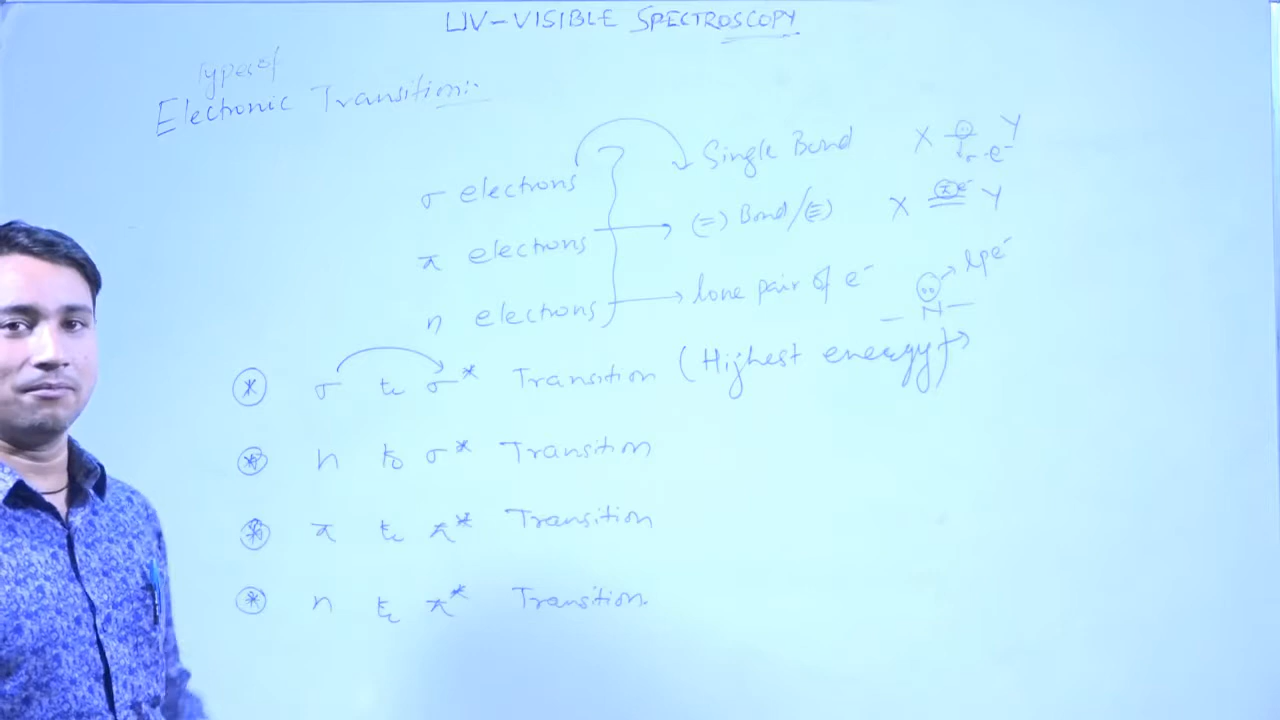 UV-VISIBLE SPECTROSCOPY
Types of
Electronic Transition:-
σ electrons Single Bond X Y
σ e⁻
π electrons (=) Bond/(≡) X π e⁻ Y
n electrons lone pair of e⁻ lpe⁻
-N-
* σ to σ* Transition (Highest energy)
* n to σ* Transition
* π to π* Transition
* n to π* Transition.